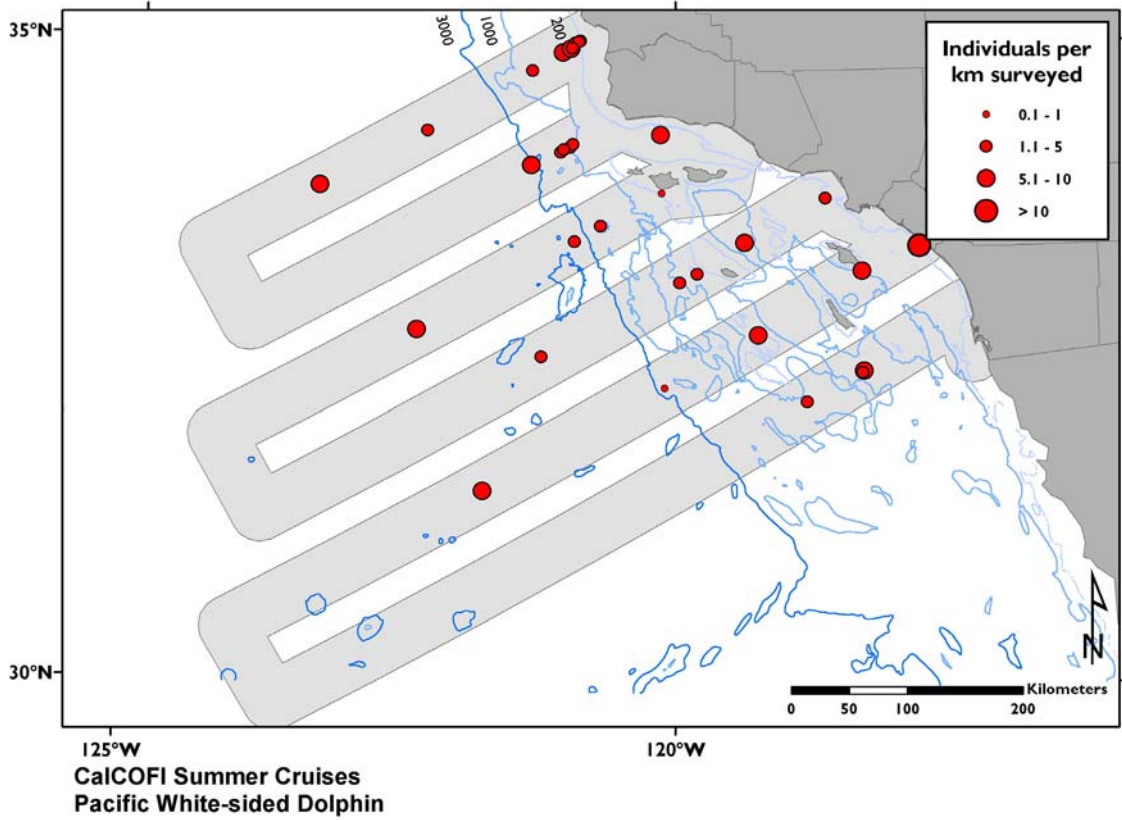 35°N
3000
1000
200
Individuals per
km surveyed
0.1 - 1
1.1 - 5
5.1 - 10
> 10
30°N
N
Kilometers
0 50 100 200
125°W 120°W
CalCOFI Summer Cruises
Pacific White-sided Dolphin